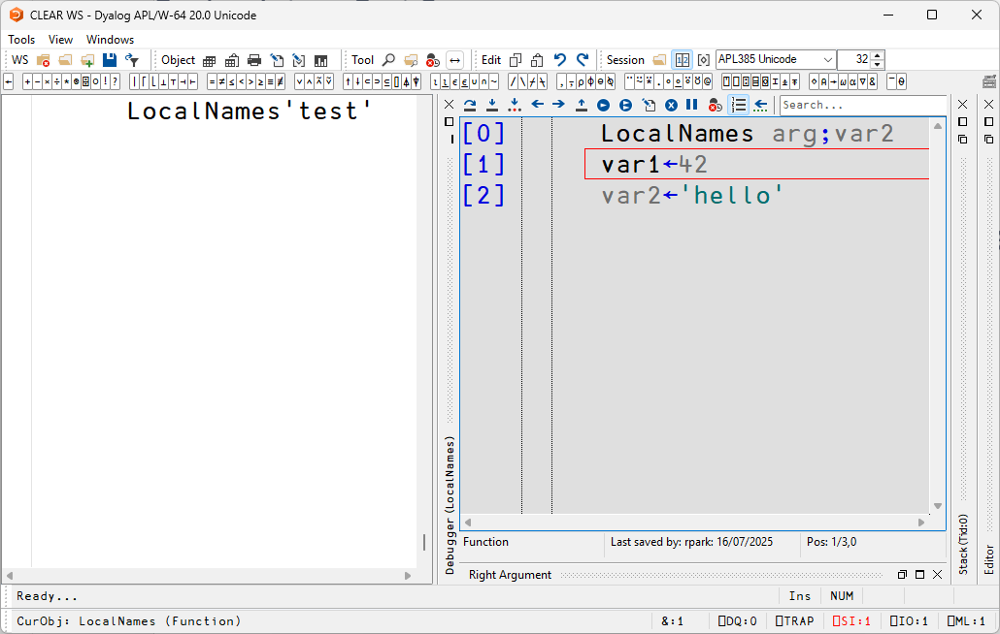 CLEAR WS - Dyalog APL/W-64 20.0 Unicode
Tools View Windows
WS Object Tool Edit Session APL385 Unicode 32
LocalNames'test'
Search...
[0] LocalNames arg;var2
[1] var1←42
[2] var2←'hello'
Debugger (LocalNames)
Stack (Tid:0)
Editor
Function Last saved by: rpark: 16/07/2025 Pos: 1/3,0
Right Argument
Ready... Ins NUM
CurObj: LocalNames (Function) &:1 ⎕DQ:0 ⎕TRAP ⎕SI:1 ⎕IO:1 ⎕ML:1